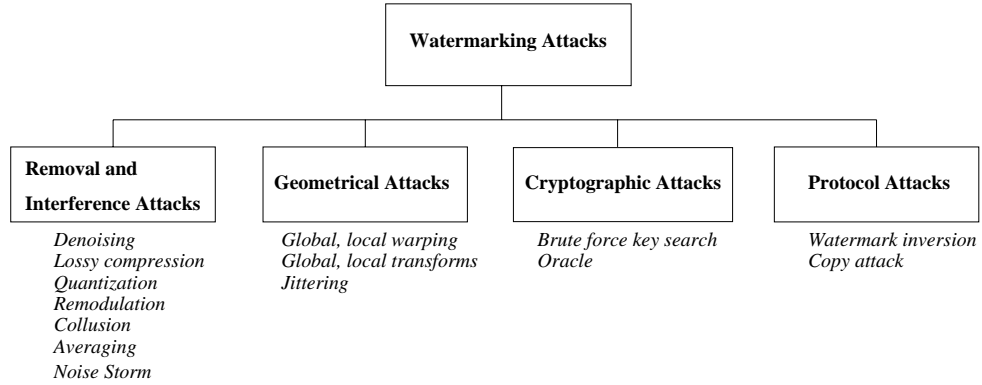 Watermarking Attacks
Removal and
Interference Attacks
Denoising
Lossy compression
Quantization
Remodulation
Collusion
Averaging
Noise Storm
Geometrical Attacks
Global, local warping
Global, local transforms
Jittering
Cryptographic Attacks
Brute force key search
Oracle
Protocol Attacks
Watermark inversion
Copy attack